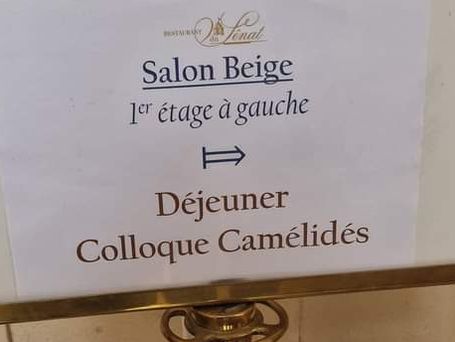 RESTAURANT du Sénat
Salon Beige
1er étage à gauche
⇒
Déjeuner
Colloque Camélidés